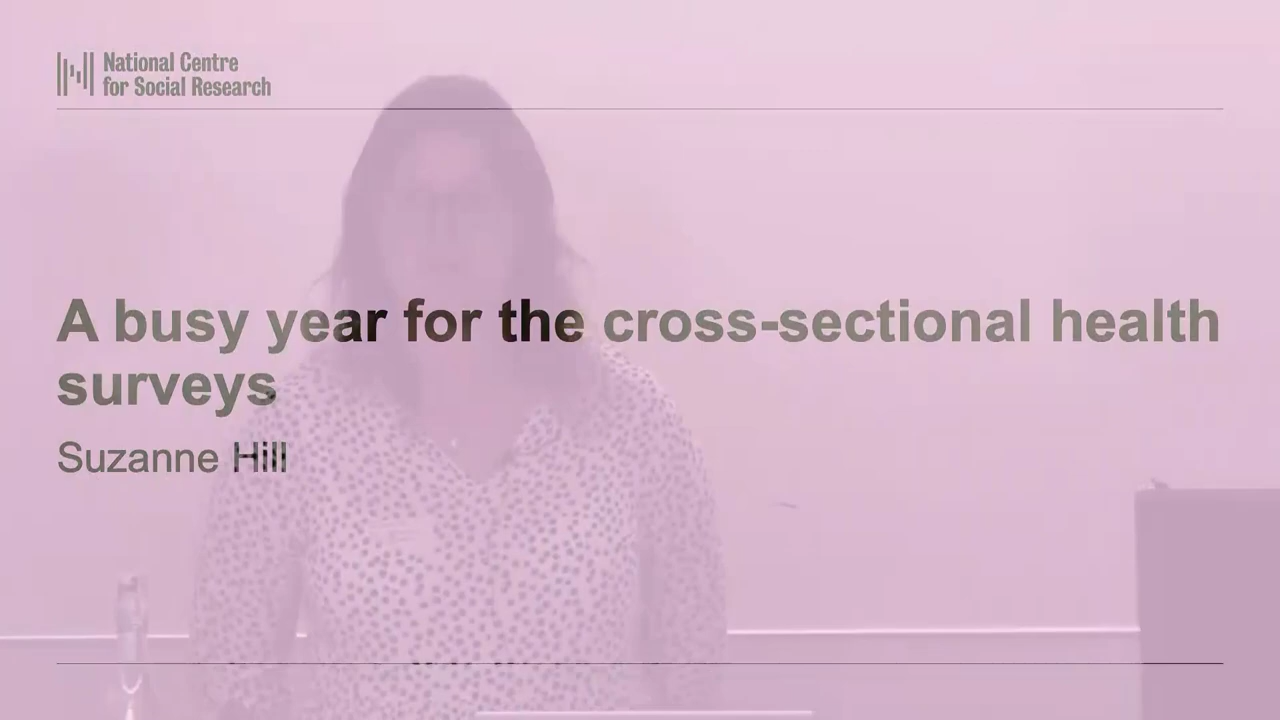 National Centre
for Social Research
A busy year for the cross-sectional health
surveys
Suzanne Hill